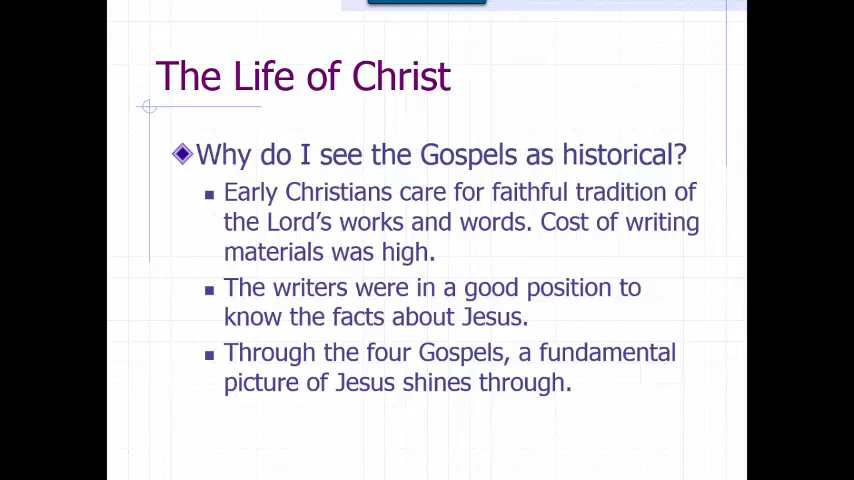 The Life of Christ
Why do I see the Gospels as historical?
Early Christians care for faithful tradition of
the Lord's works and words. Cost of writing
materials was high.
The writers were in a good position to
know the facts about Jesus.
Through the four Gospels, a fundamental
picture of Jesus shines through.